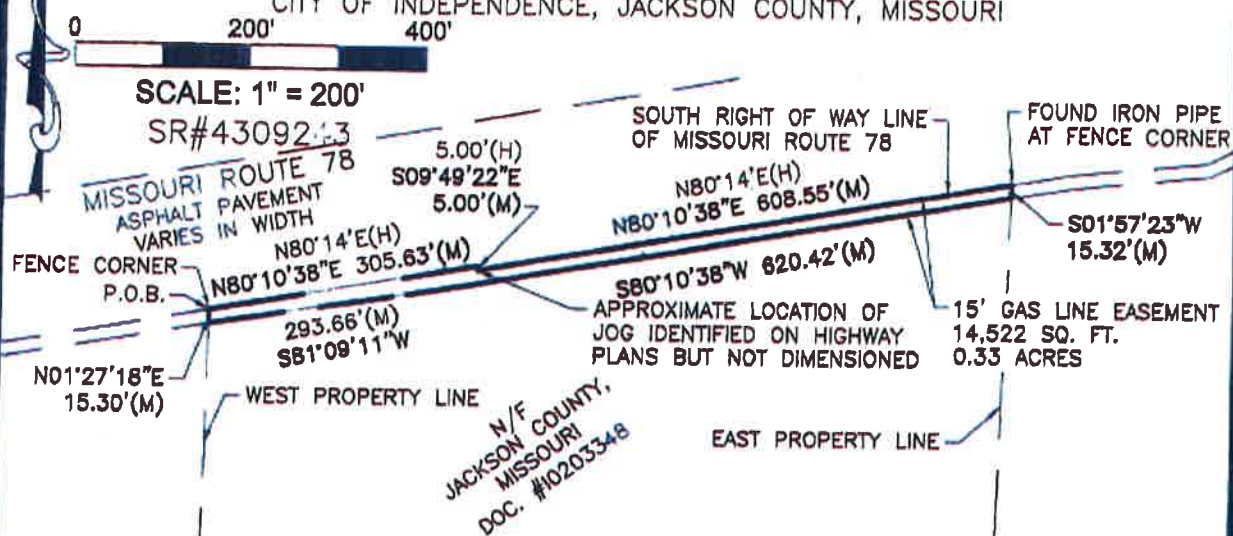 CITY OF INDEPENDENCE, JACKSON COUNTY, MISSOURI
0 200' 400'
SCALE: 1" = 200'
MISSOURI ROUTE 78
ASPHALT PAVEMENT
VARIES IN WIDTH
5.00'(H)
S09°49'22"E
5.00'(M)
SOUTH RIGHT OF WAY LINE
OF MISSOURI ROUTE 78
FOUND IRON PIPE
AT FENCE CORNER
N80°14'E(H)
N80°10'38"E 608.55'(M)
N80°14'E(H)
N80°10'38"E 305.63'(M)
FENCE CORNER
P.O.B.
S01°57'23"W
15.32'(M)
S80°10'38"W 620.42'(M)
293.66'(M)
S81°09'11"W
APPROXIMATE LOCATION OF
JOG IDENTIFIED ON HIGHWAY
PLANS BUT NOT DIMENSIONED
15' GAS LINE EASEMENT
14,522 SQ. FT.
0.33 ACRES
N01°27'18"E
15.30'(M)
WEST PROPERTY LINE
N/F
JACKSON COUNTY,
MISSOURI
DOC. #10203348
EAST PROPERTY LINE